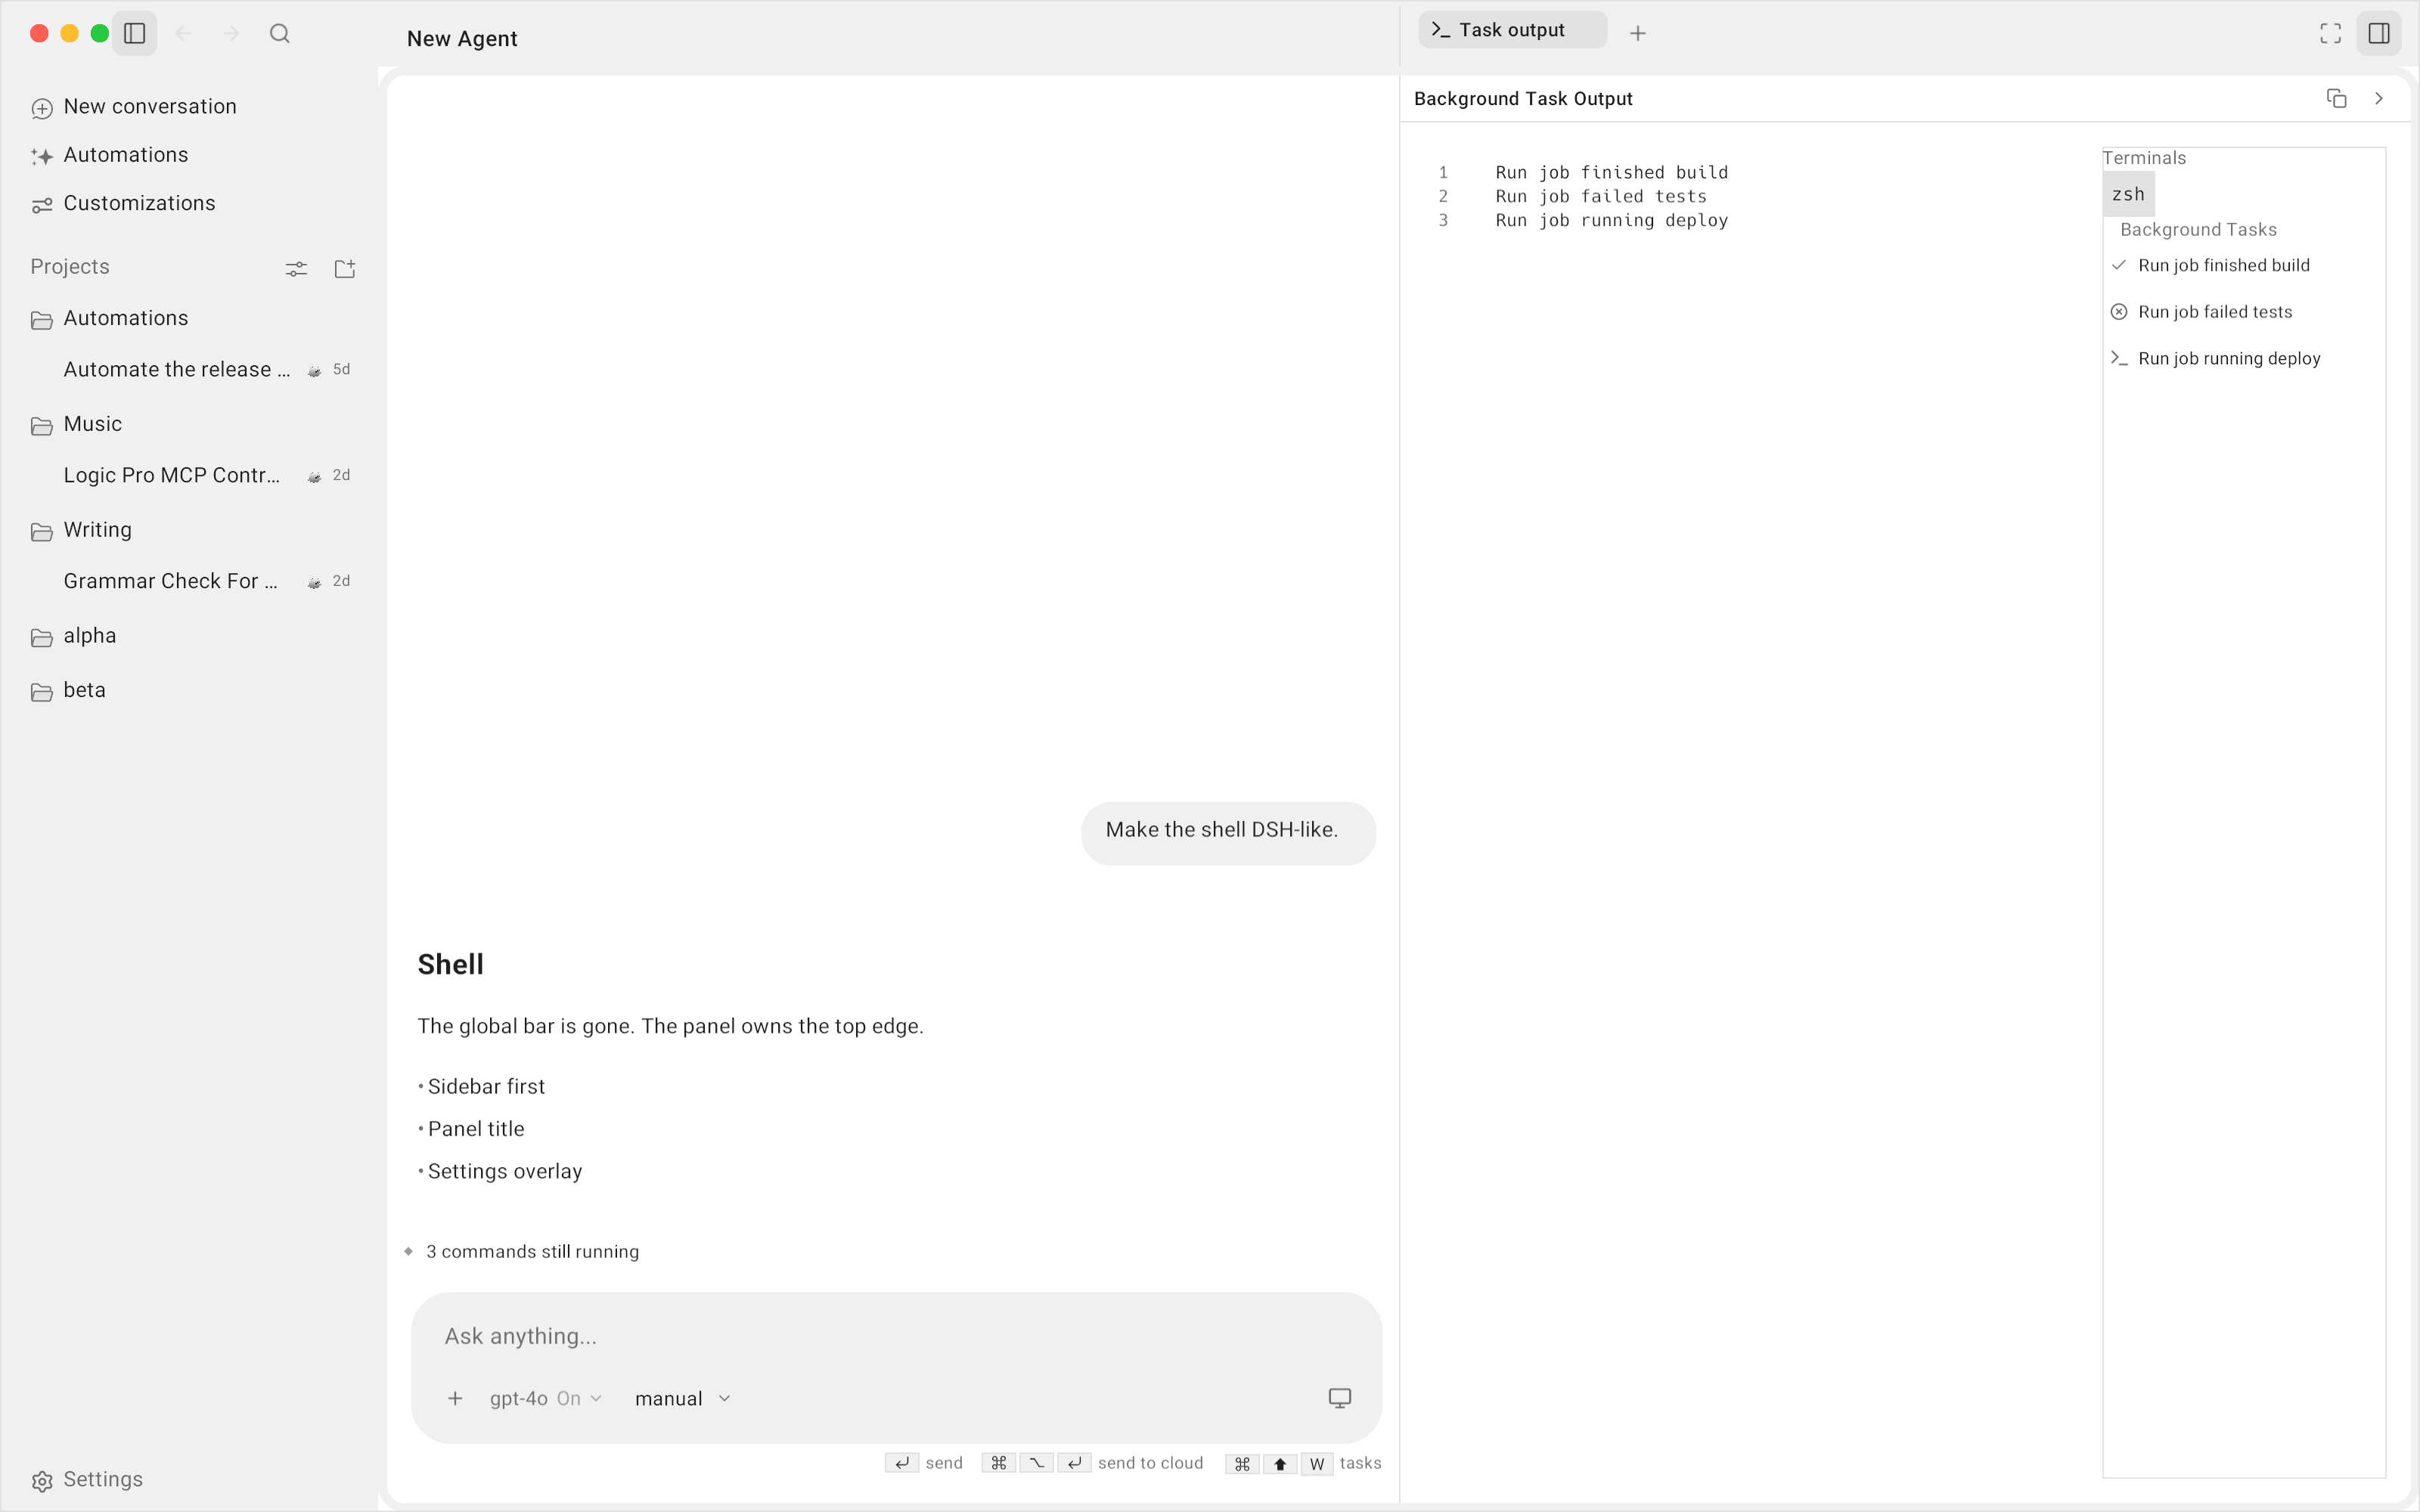 New Agent
Task output
New conversation
Automations
Customizations
Projects
Automations
Automate the release ... 5d
Music
Logic Pro MCP Contr... 2d
Writing
Grammar Check For ... 2d
alpha
beta
Settings
Make the shell DSH-like.
Shell
The global bar is gone. The panel owns the top edge.
• Sidebar first
• Panel title
• Settings overlay
3 commands still running
Ask anything...
gpt-4o On
manual
send
send to cloud
W tasks
Background Task Output
1 Run job finished build
2 Run job failed tests
3 Run job running deploy
Terminals
zsh
Background Tasks
Run job finished build
Run job failed tests
Run job running deploy